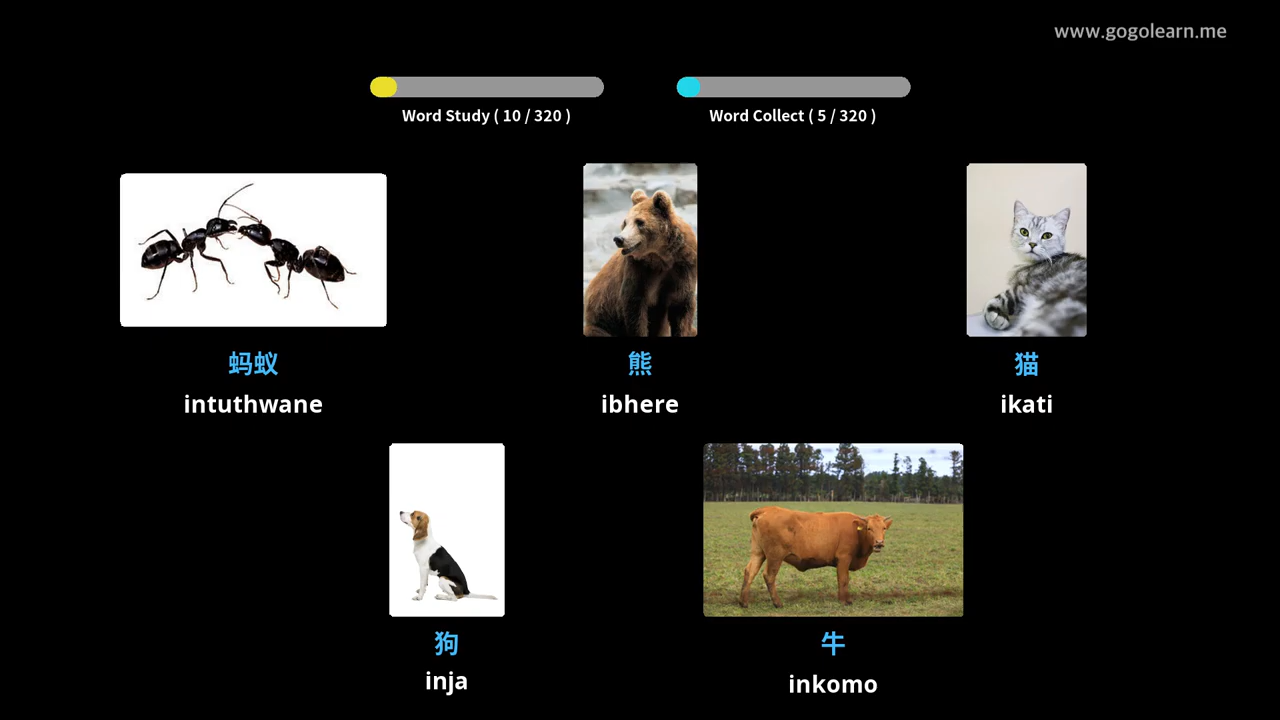 www.gogolearn.me
Word Study ( 10 / 320 )
Word Collect ( 5 / 320 )
蚂蚁
intuthwane
熊
ibhere
猫
ikati
狗
inja
牛
inkomo